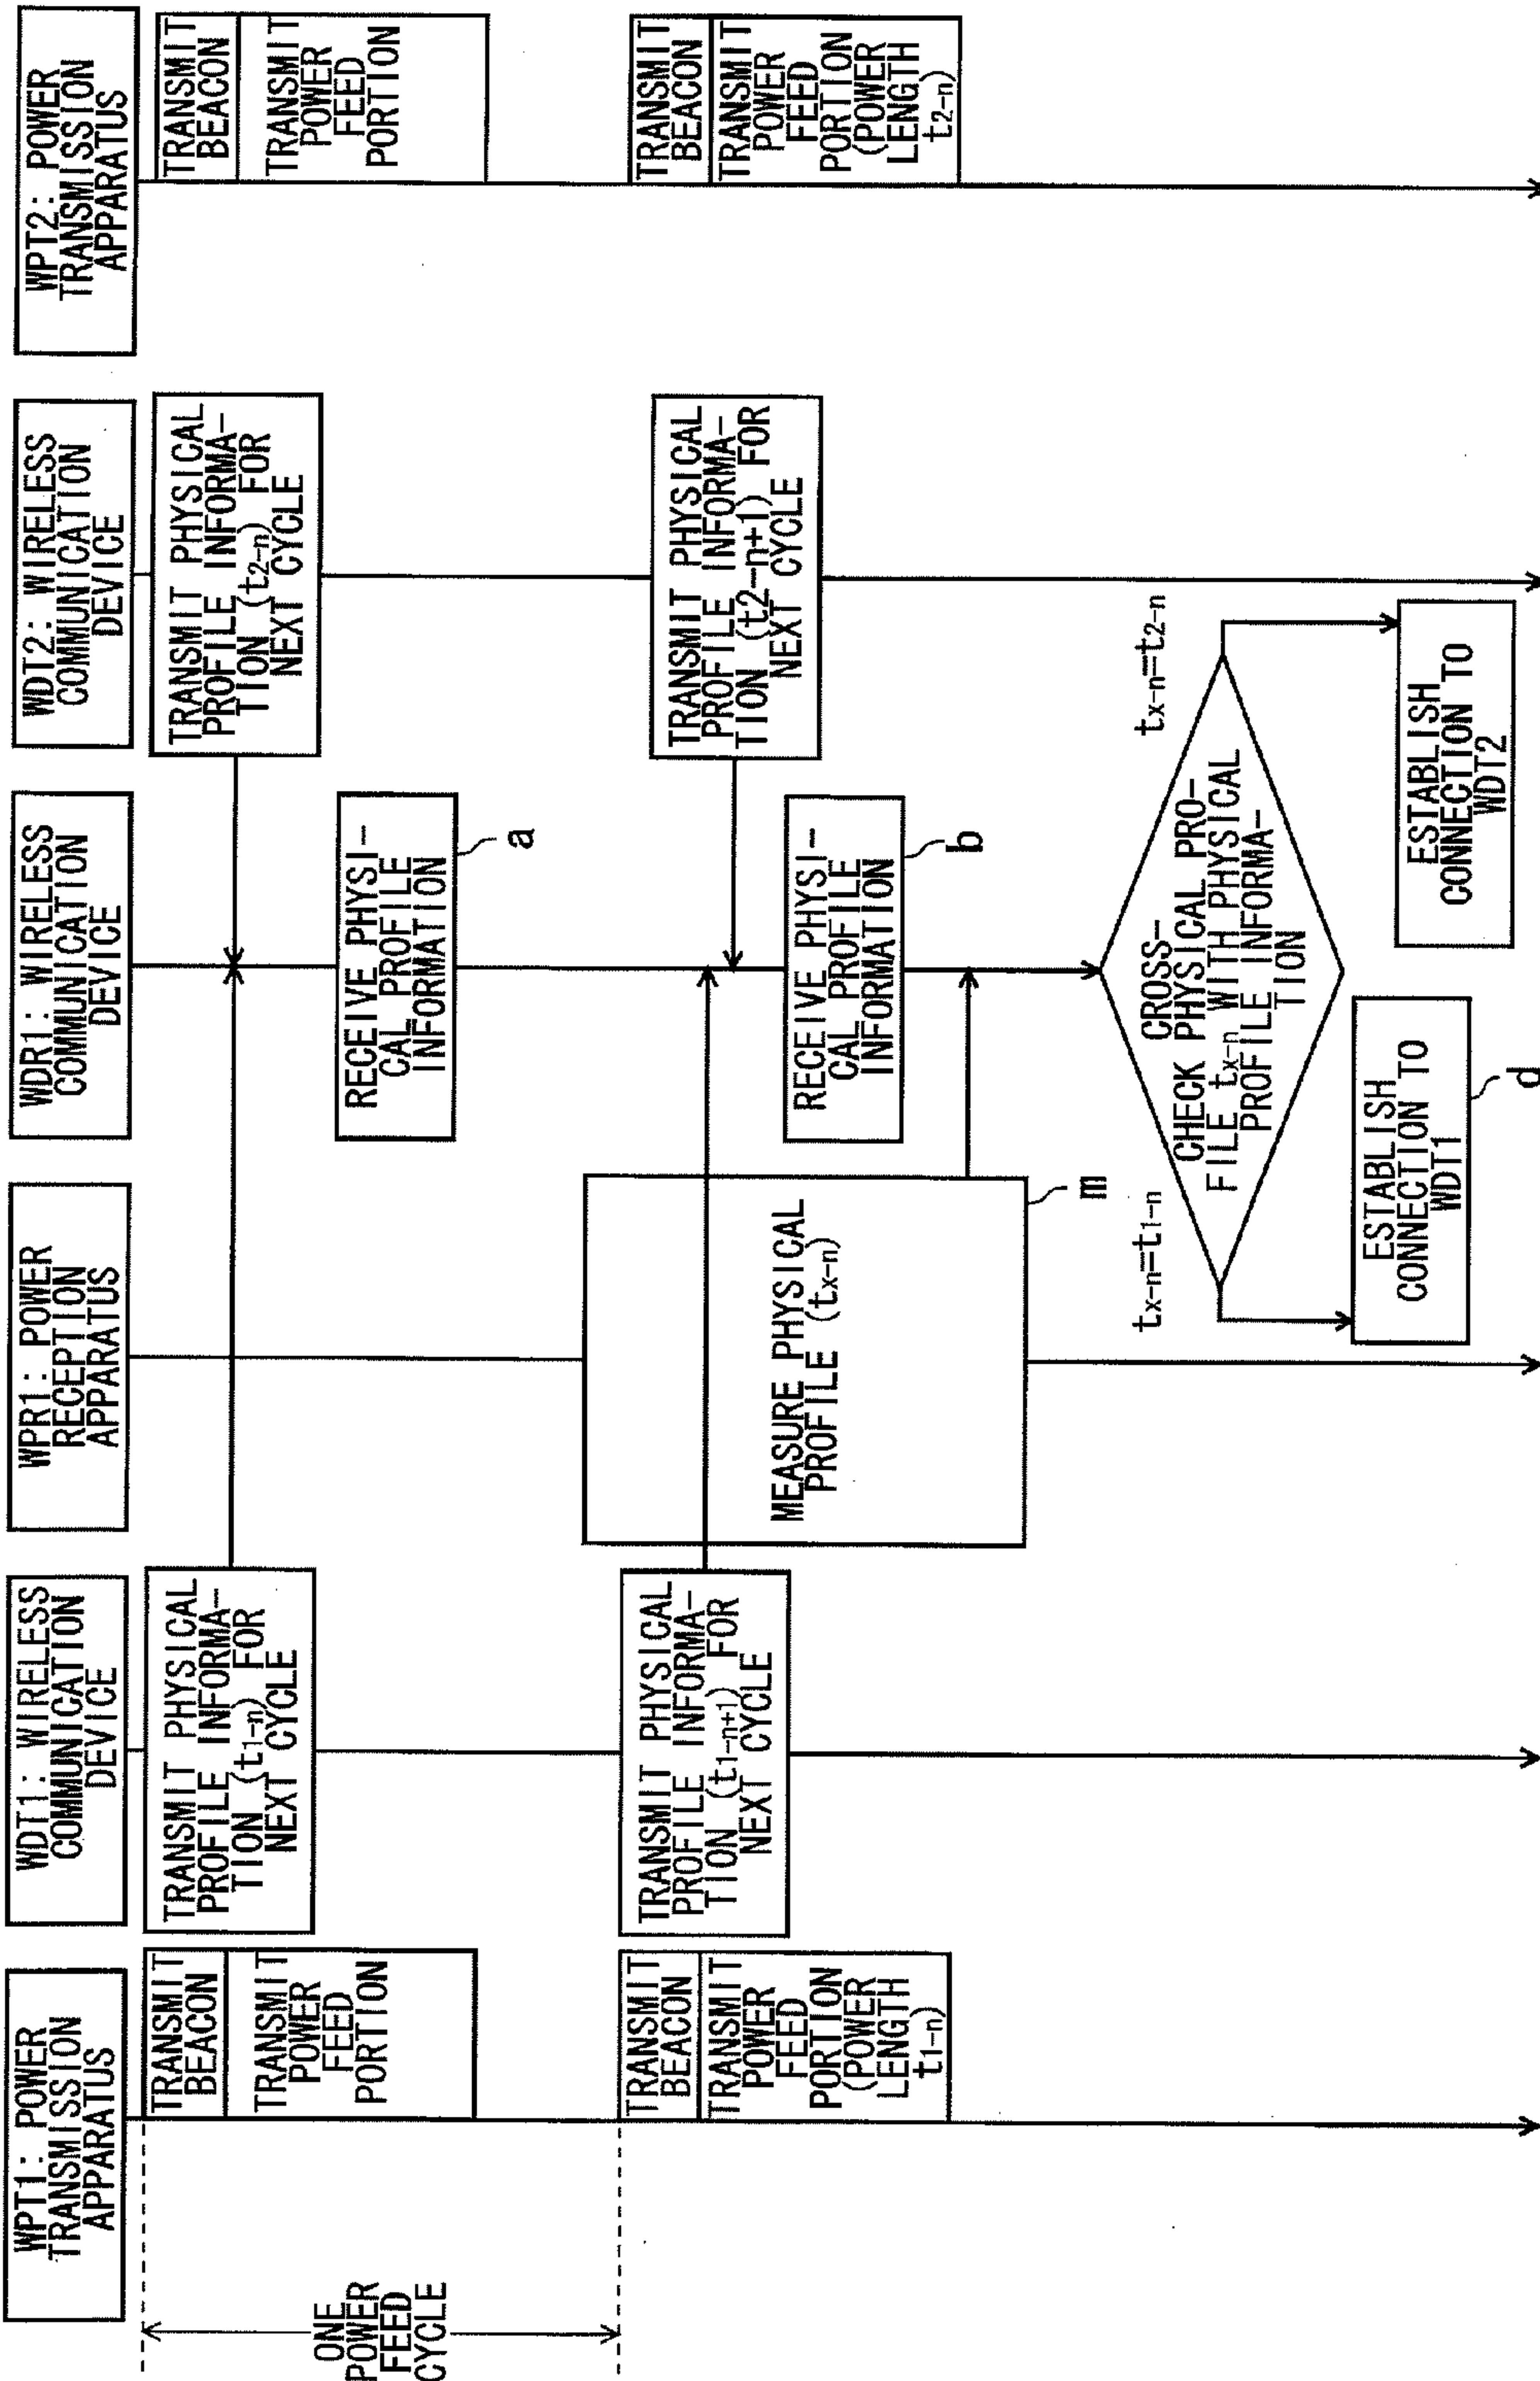 WPT1: POWER
TRANSMISSION
APPARATUS
WDT1: WIRELESS
COMMUNICATION
DEVICE
WPR1: POWER
RECEPTION
APPARATUS
WDR1: WIRELESS
COMMUNICATION
DEVICE
WDT2: WIRELESS
COMMUNICATION
DEVICE
WPT2: POWER
TRANSMISSION
APPARATUS
ONE
POWER
FEED
CYCLE
TRANSMIT
BEACON
TRANSMIT
POWER
FEED
PORTION
TRANSMIT PHYSICAL
PROFILE INFORMA-
TION (t1-n) FOR
NEXT CYCLE
RECEIVE PHYSI-
CAL PROFILE
INFORMATION
a
TRANSMIT PHYSICAL
PROFILE INFORMA-
TION (t2-n) FOR
NEXT CYCLE
TRANSMIT
BEACON
TRANSMIT
POWER
FEED
PORTION
TRANSMIT
BEACON
TRANSMIT
POWER
FEED
PORTION
(POWER
LENGTH
t1-n)
TRANSMIT PHYSICAL
PROFILE INFORMA-
TION (t1-n+1) FOR
NEXT CYCLE
MEASURE PHYSICAL
PROFILE (tx-n)
m
RECEIVE PHYSI-
CAL PROFILE
INFORMATION
b
TRANSMIT PHYSICAL
PROFILE INFORMA-
TION (t2-n+1) FOR
NEXT CYCLE
TRANSMIT
BEACON
TRANSMIT
POWER
FEED
PORTION
(POWER
LENGTH
t2-n)
tx-n=t1-n
CROSS-
CHECK PHYSICAL PRO-
FILE tx-n WITH PHYSICAL
PROFILE INFORMA-
TION
tx-n=t2-n
ESTABLISH
CONNECTION TO
WDT1
d
ESTABLISH
CONNECTION TO
WDT2